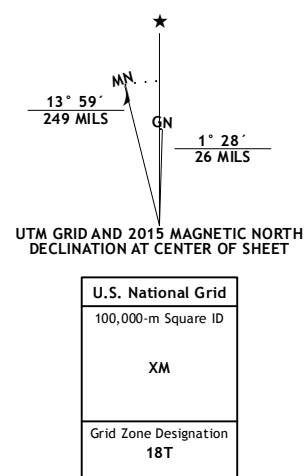 ★
MN
13° 59´
249 MILS
GN
1° 28´
26 MILS
UTM GRID AND 2015 MAGNETIC NORTH
DECLINATION AT CENTER OF SHEET
U.S. National Grid
100,000-m Square ID
XM
Grid Zone Designation
18T